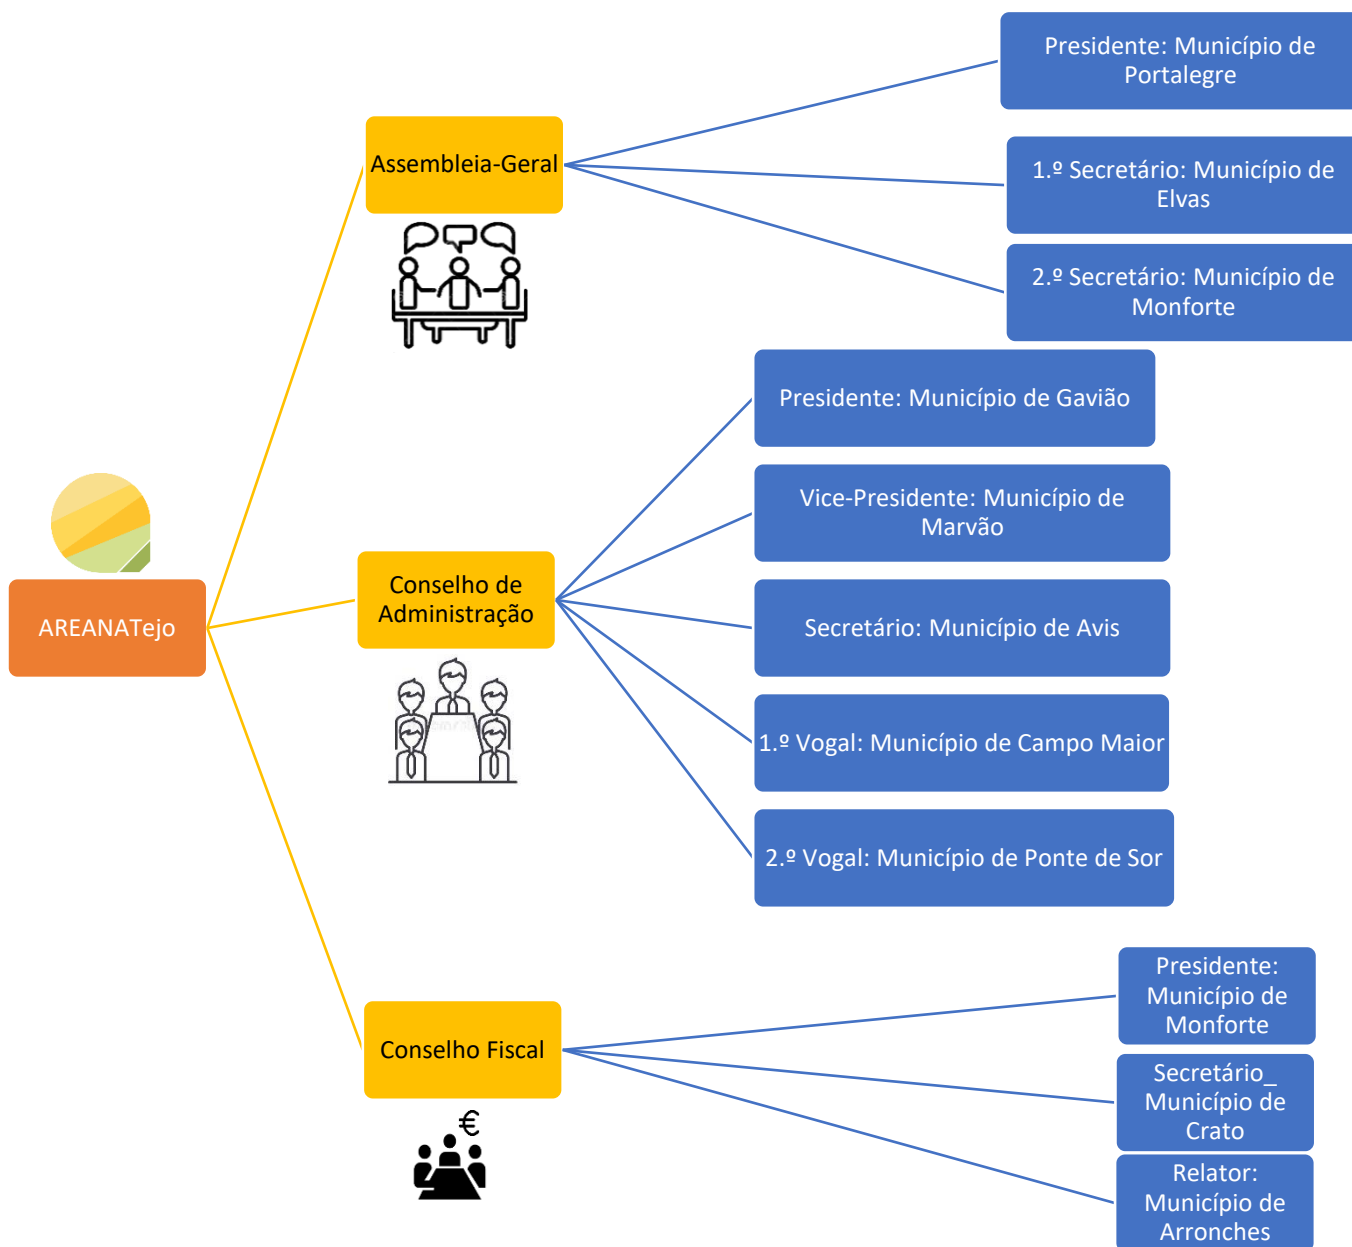 Presidente: Município de
Portalegre
Assembleia-Geral
1.º Secretário: Município de
Elvas
2.º Secretário: Município de
Monforte
Presidente: Município de Gavião
Vice-Presidente: Município de
Marvão
AREANATejo
Conselho de
Administração
Secretário: Município de Avis
1.º Vogal: Município de Campo Maior
2.º Vogal: Município de Ponte de Sor
Conselho Fiscal
€
Presidente:
Município de
Monforte
Secretário_
Município de
Crato
Relator:
Município de
Arronches